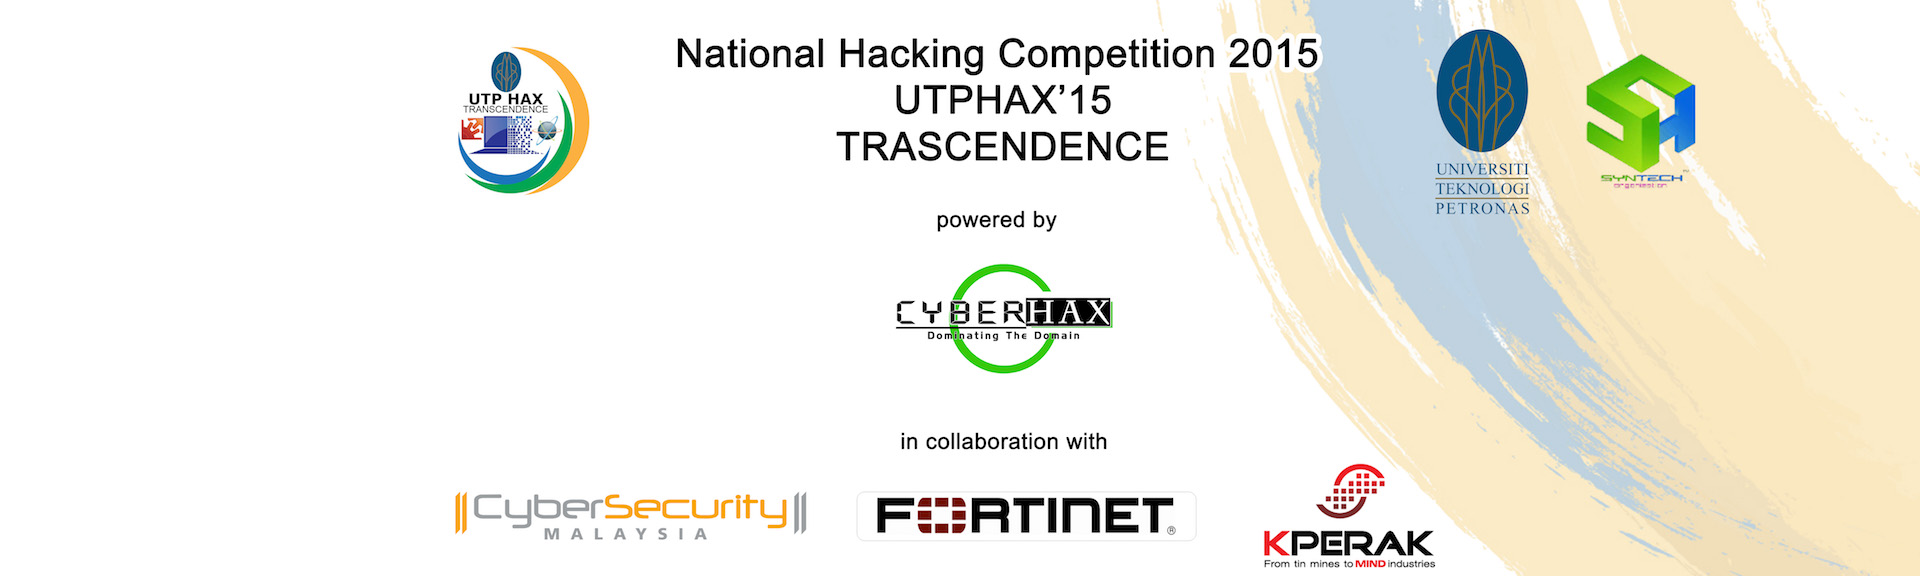 UTP HAX
TRANSCENDENCE
National Hacking Competition 2015
UTPHAX’15
TRASCENDENCE
UNIVERSITI
TEKNOLOGI
PETRONAS
SYNTECH
organization
powered by
CYBERHAX
Dominating The Domain
in collaboration with
CyberSecurity
MALAYSIA
FORTINET®
KPERAK
From tin mines to MIND industries